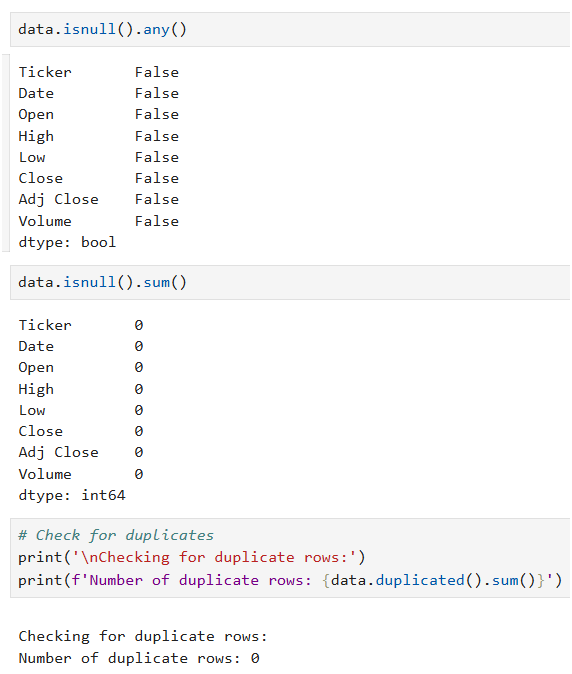 data.isnull().any()
Ticker       False
Date         False
Open         False
High         False
Low          False
Close        False
Adj Close    False
Volume       False
dtype: bool
data.isnull().sum()
Ticker       0
Date         0
Open         0
High         0
Low          0
Close        0
Adj Close    0
Volume       0
dtype: int64
# Check for duplicates
print('\nChecking for duplicate rows:')
print(f'Number of duplicate rows: {data.duplicated().sum()}')
Checking for duplicate rows:
Number of duplicate rows: 0